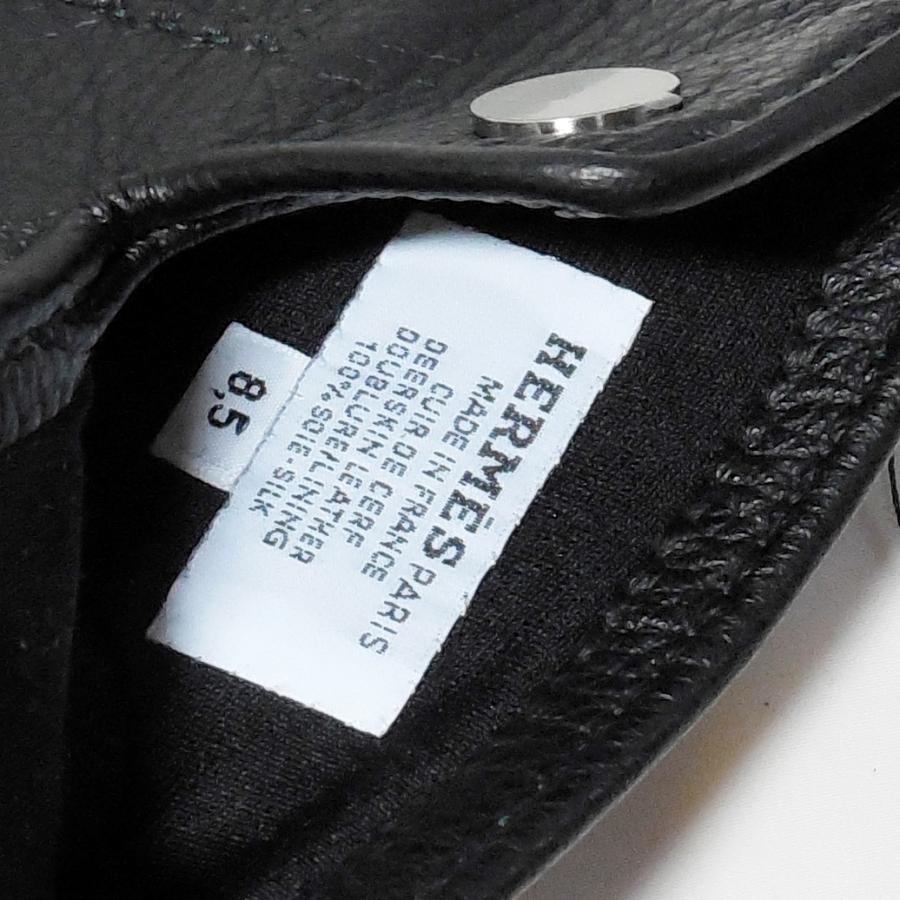 HERMÈS PARIS
MADE IN FRANCE
CUIR DE CERF
DEERSKIN LEATHER
DOUBLURE/LINING
100% SOIE-SILK
8,5